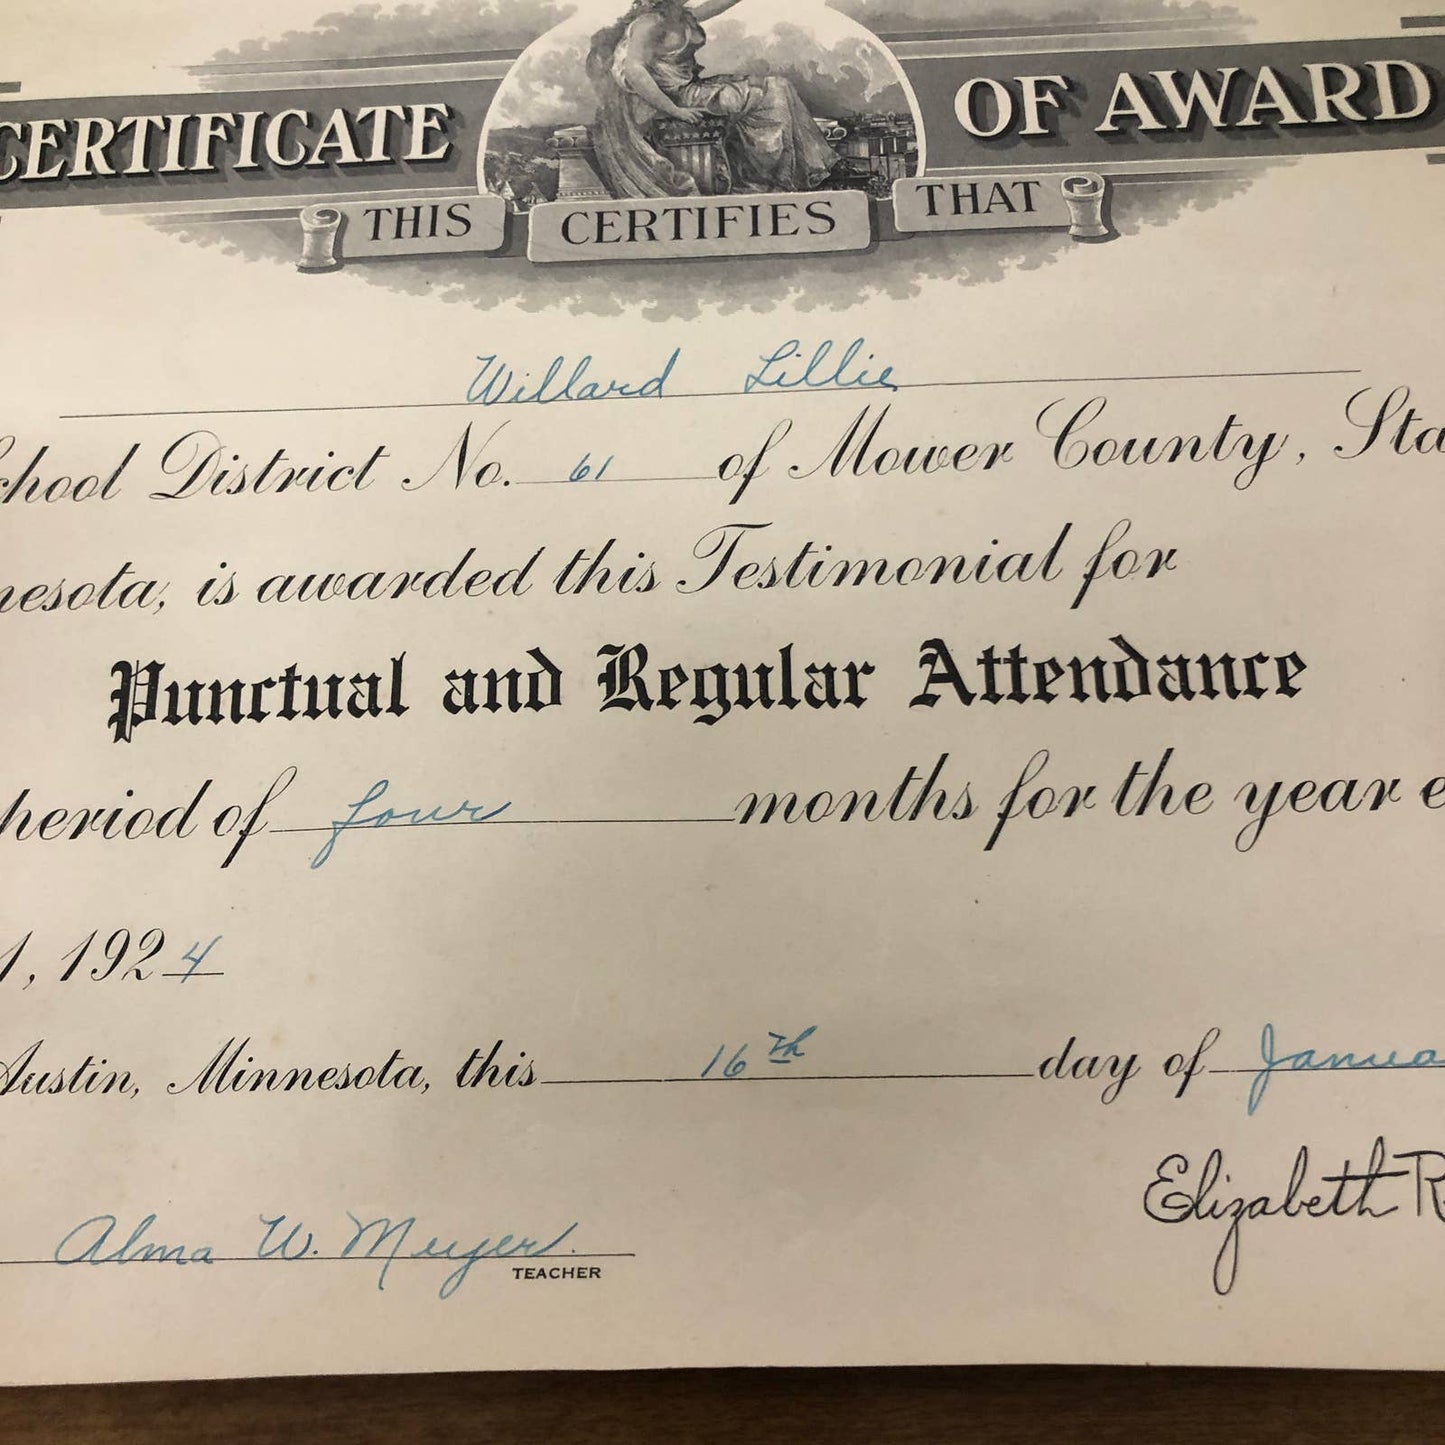 CERTIFICATE OF AWARD
THIS CERTIFIES THAT
Willard Lillie
chool District No. 61 of Mower County, Sta
nesota, is awarded this Testimonial for
Punctual and Regular Attendance
period of four months for the year e
1, 1924
Austin, Minnesota, this 16th day of Janua
Elizabeth R
Alma W. Meyer.
TEACHER